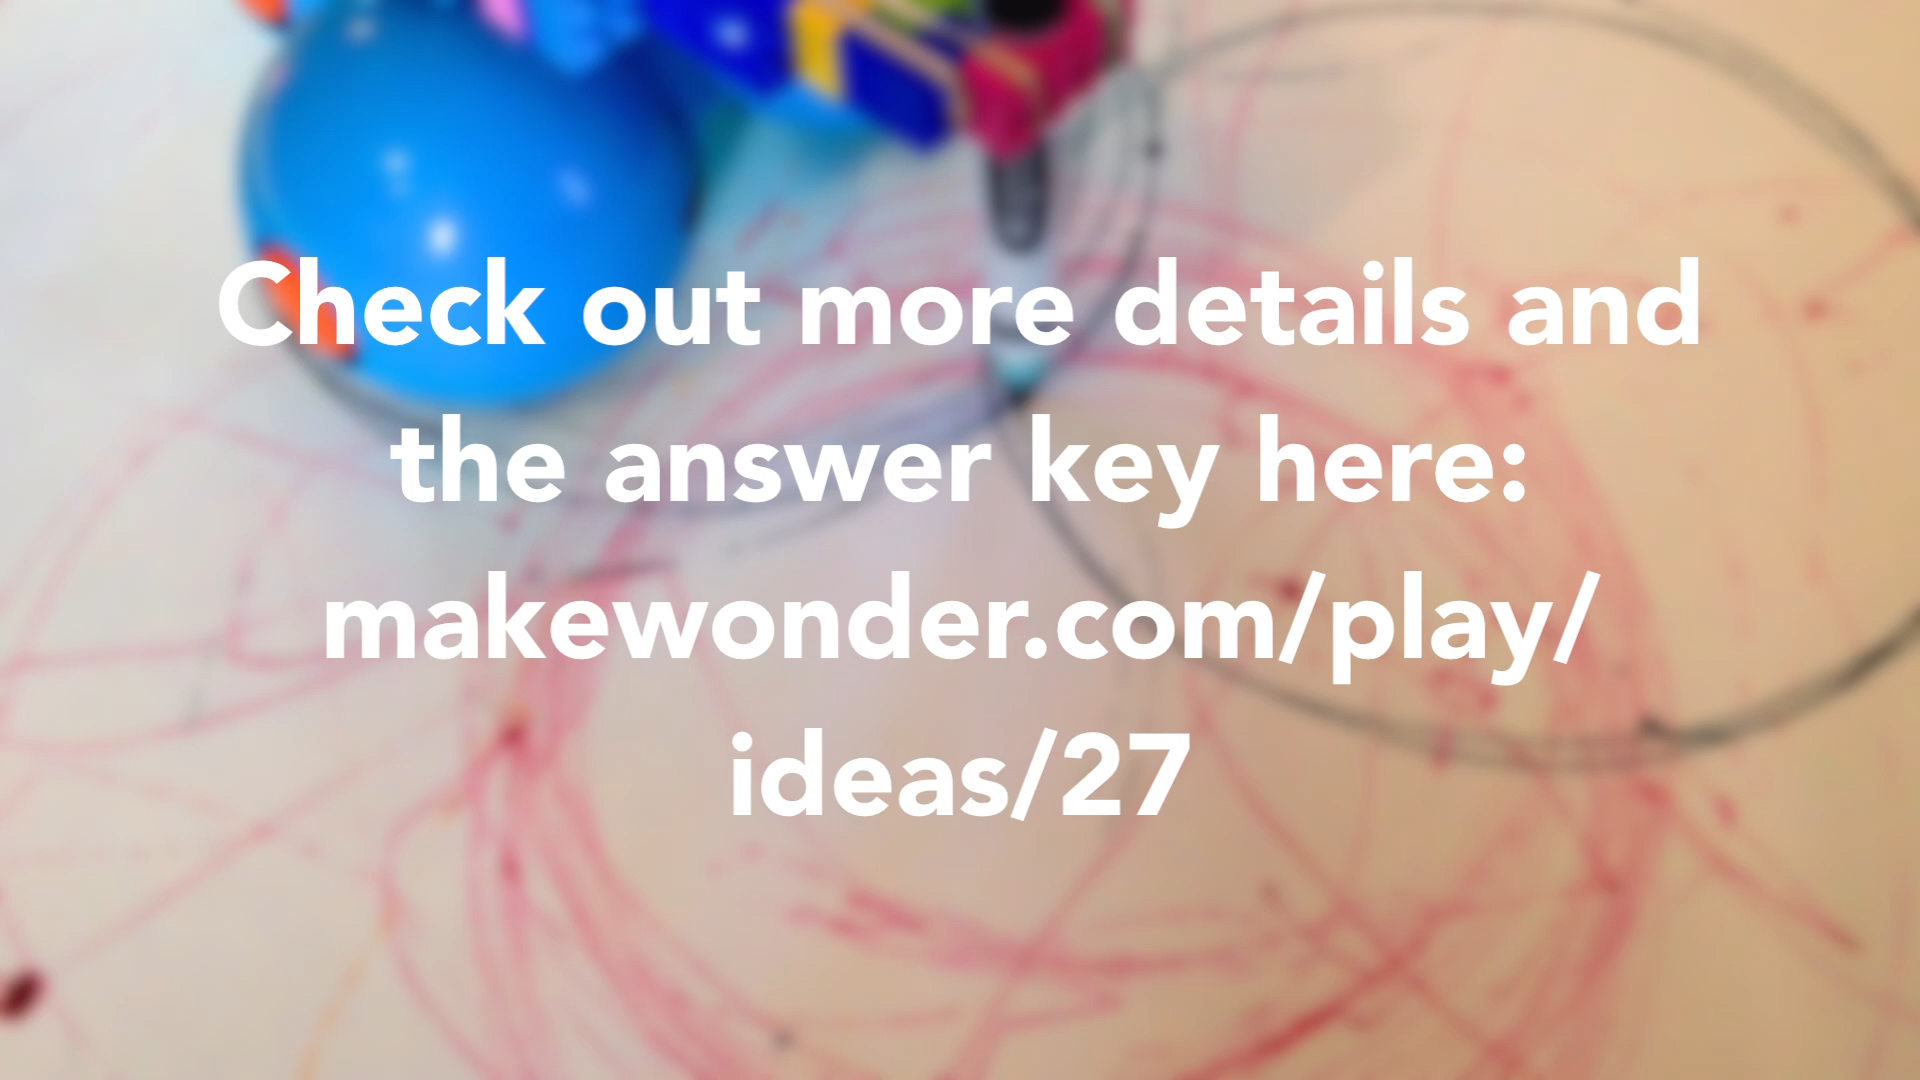 Check out more details and
the answer key here:
makewonder.com/play/
ideas/27